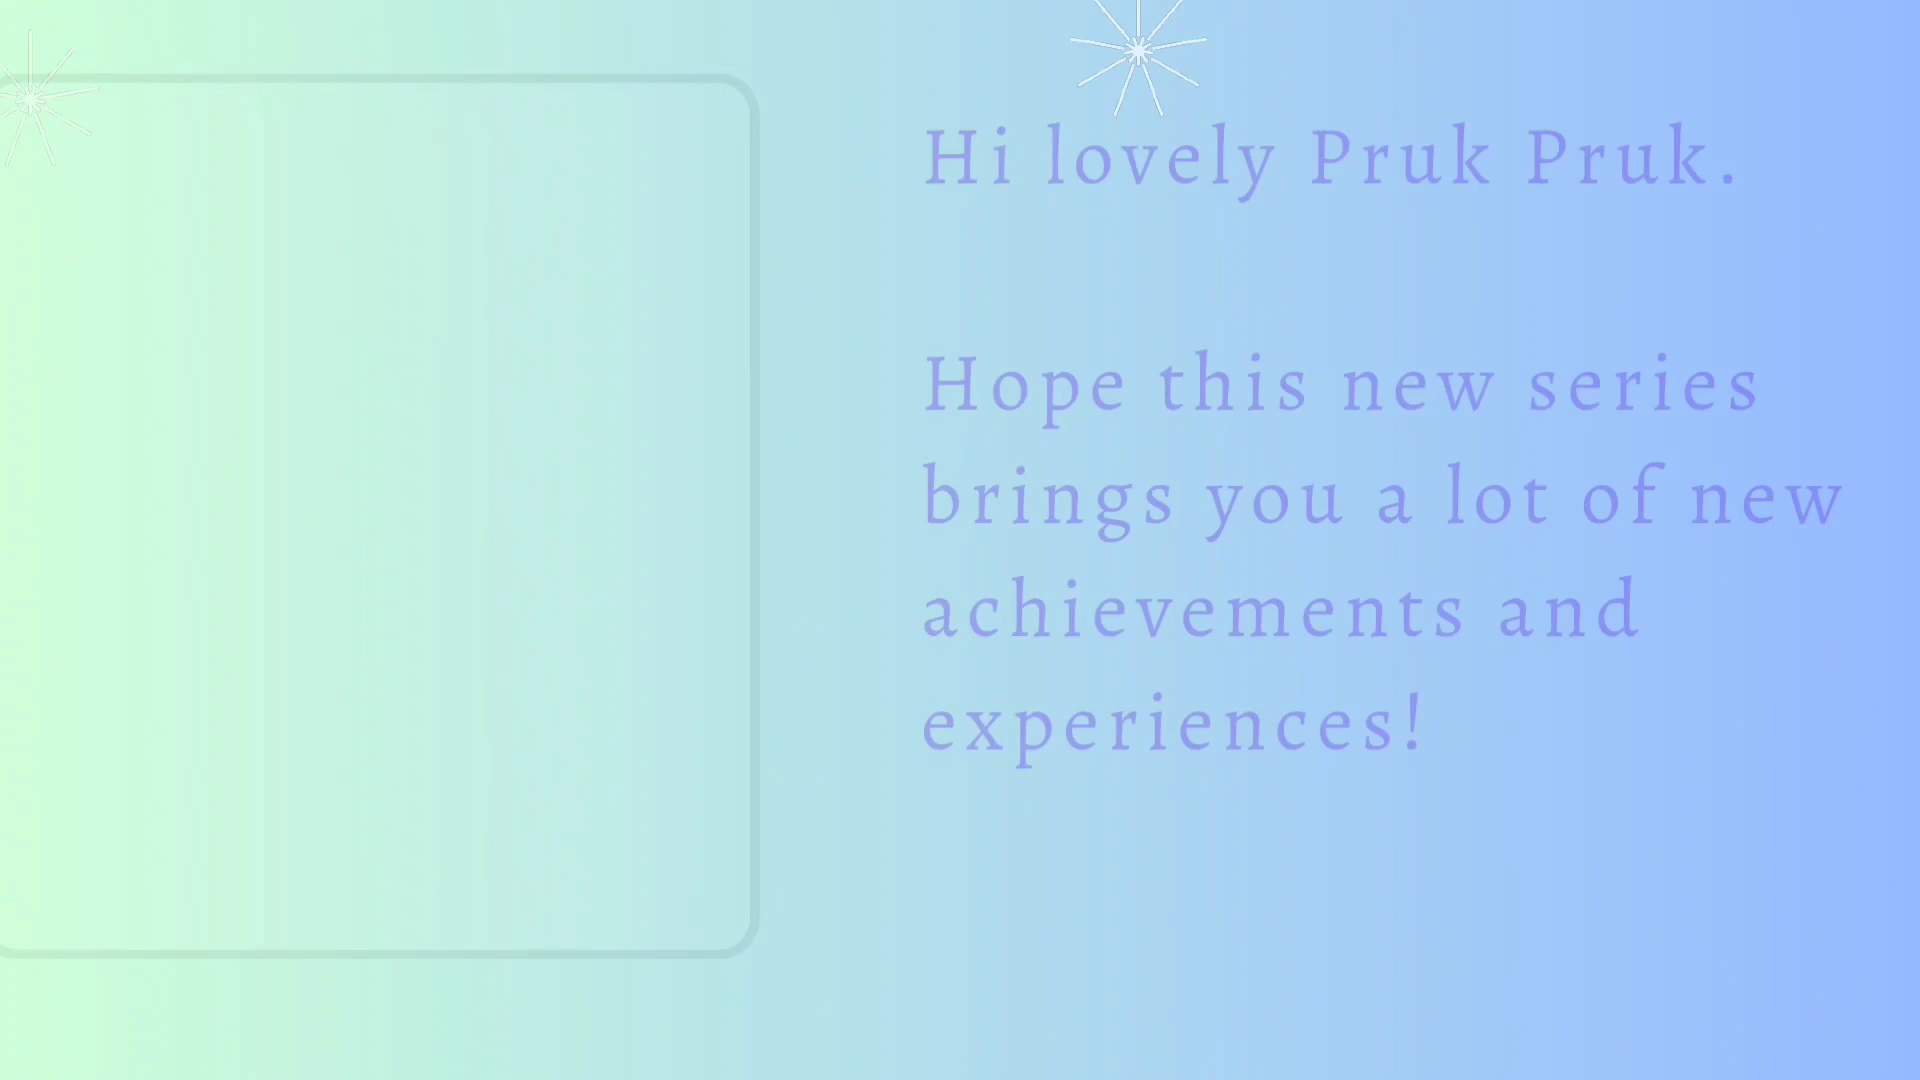 Hi lovely Pruk Pruk.
Hope this new series
brings you a lot of new
achievements and
experiences!